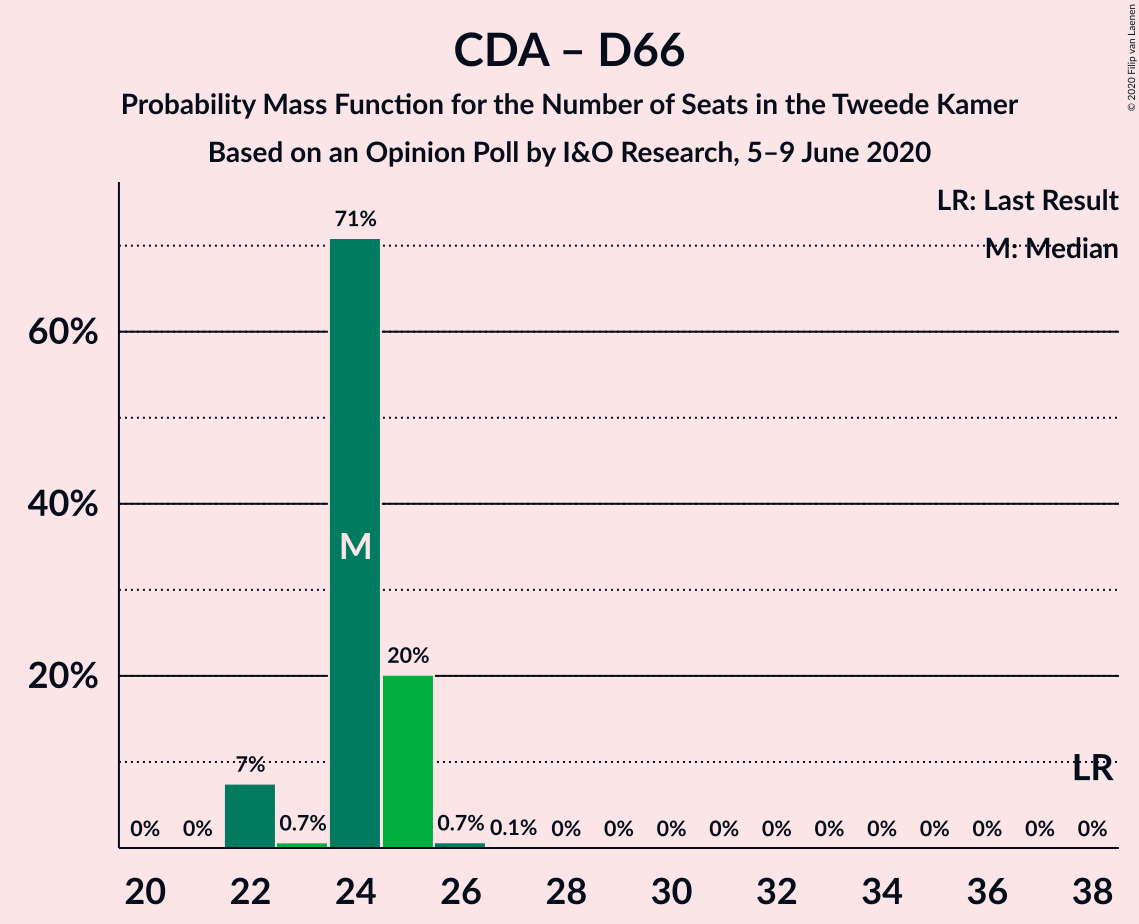 CDA – D66
Probability Mass Function for the Number of Seats in the Tweede Kamer
Based on an Opinion Poll by I&O Research, 5–9 June 2020
© 2020 Filip van Laenen
LR: Last Result
M: Median
71%
60%
40%
M
20%
20%
7%
LR
0% 0% 0.7% 0.7% 0.1% 0% 0% 0% 0% 0% 0% 0% 0% 0% 0% 0%
20 22 24 26 28 30 32 34 36 38